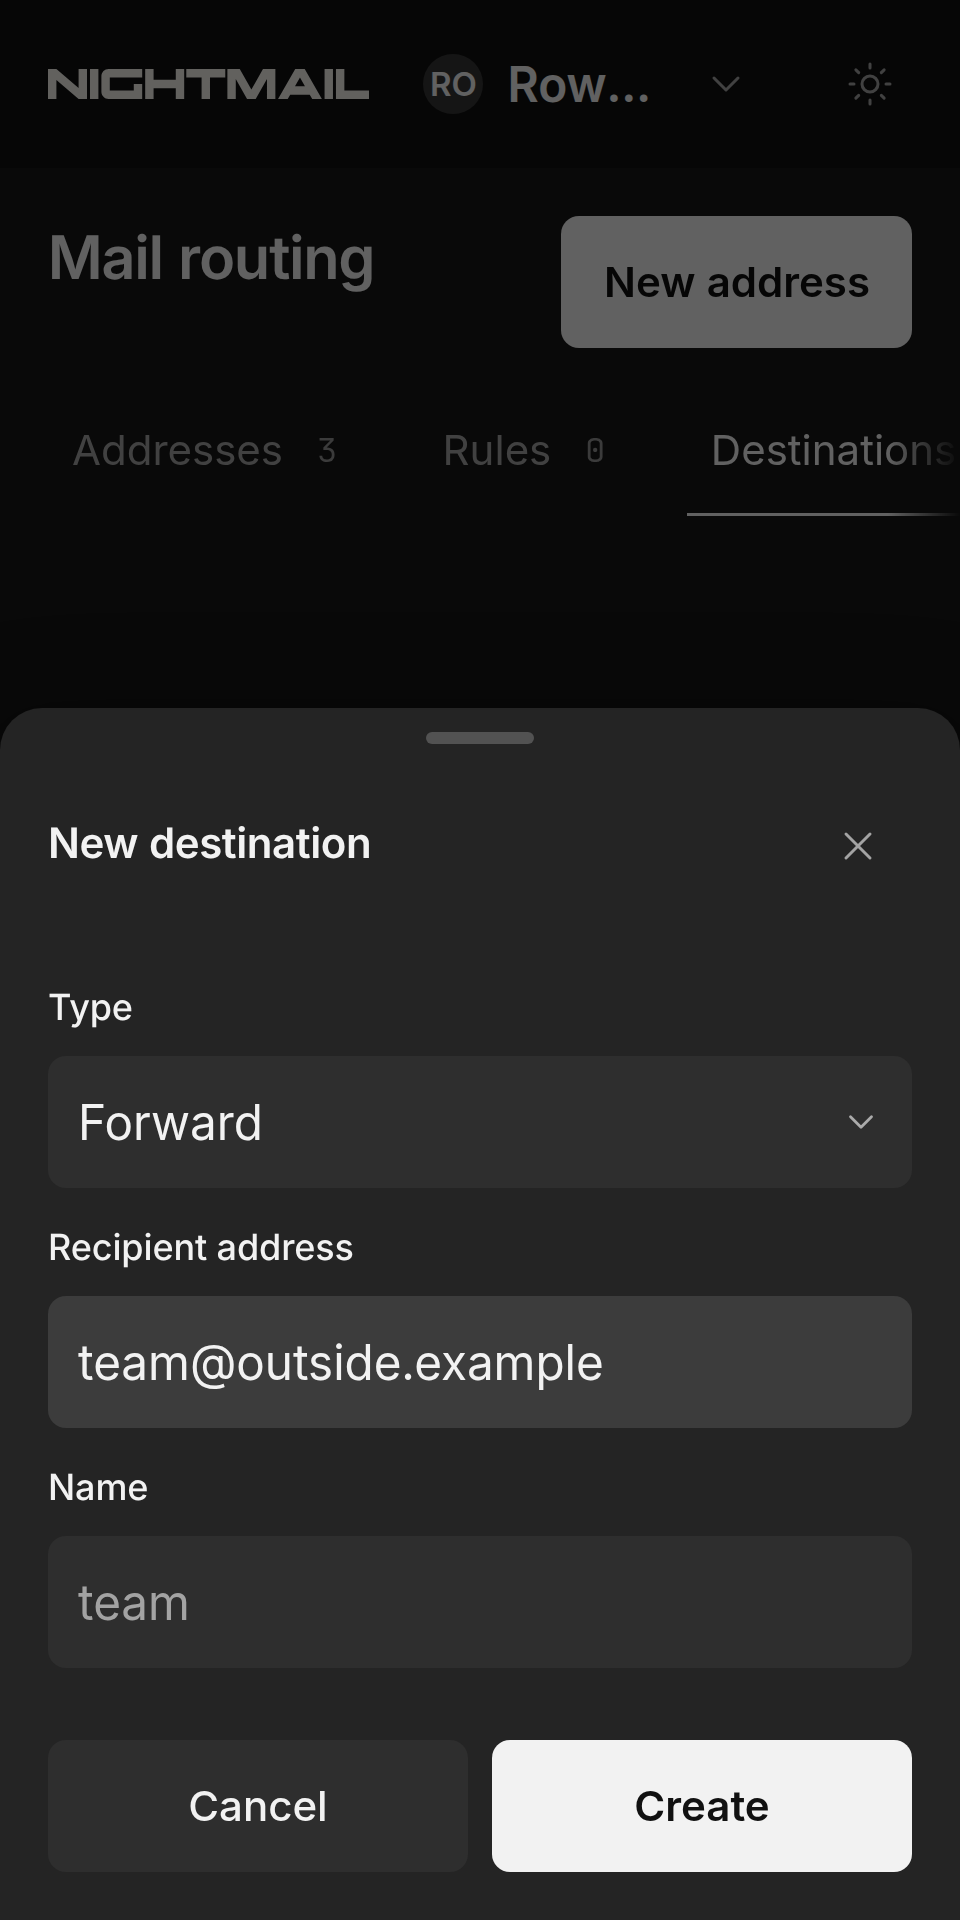 NIGHTMAIL RO Row...
Mail routing New address
Addresses 3 Rules 0 Destinations
New destination
Type
Forward
Recipient address
team@outside.example
Name
team
Cancel Create